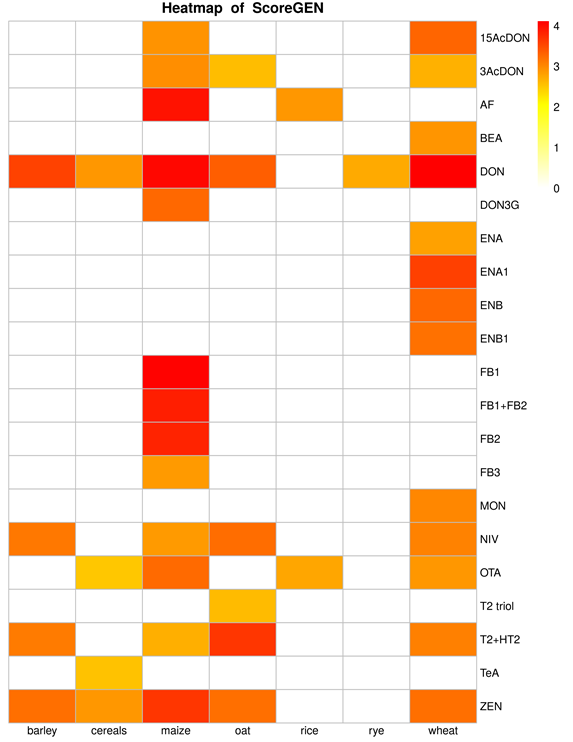 Heatmap of ScoreGEN
4
3
2
1
0
15AcDON
3AcDON
AF
BEA
DON
DON3G
ENA
ENA1
ENB
ENB1
FB1
FB1+FB2
FB2
FB3
MON
NIV
OTA
T2 triol
T2+HT2
TeA
ZEN
barley cereals maize oat rice rye wheat